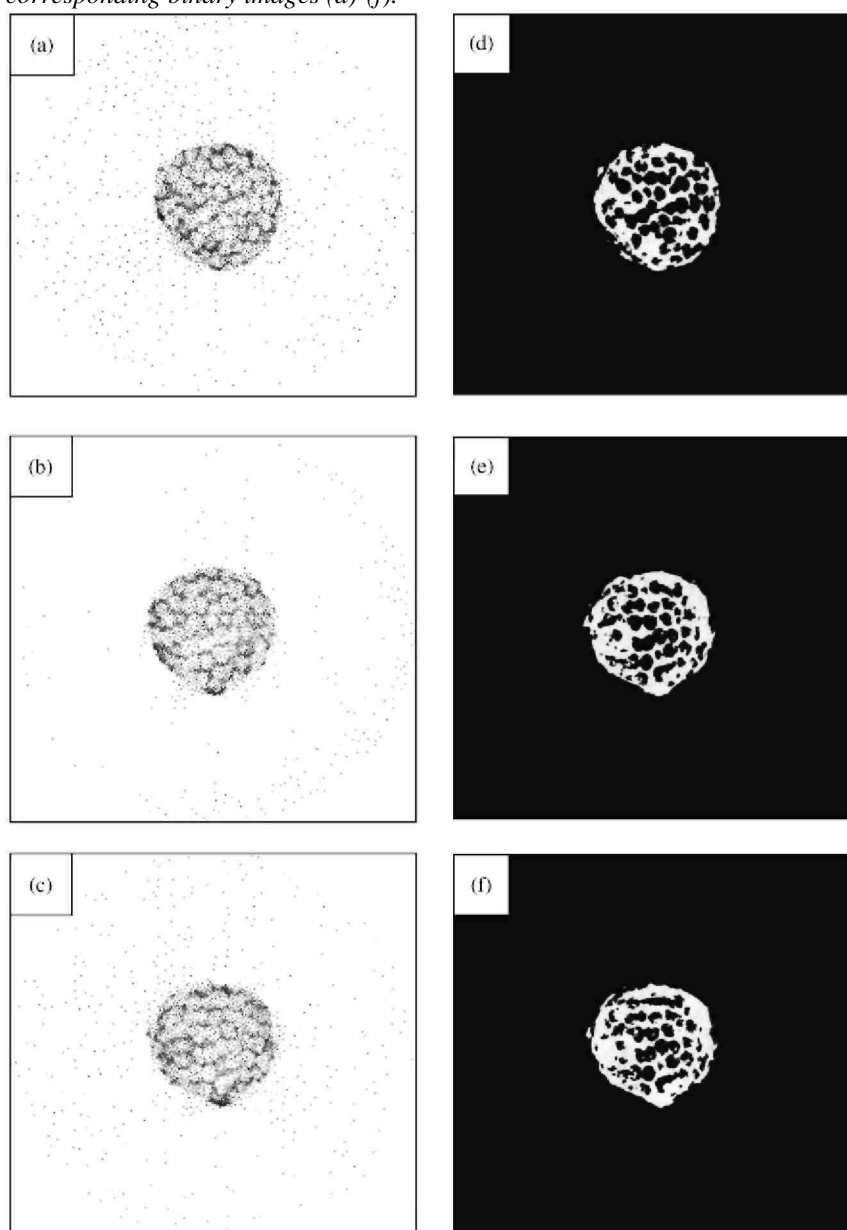 corresponding binary images (d)-(f).
(a)
(d)
(b)
(e)
(c)
(f)